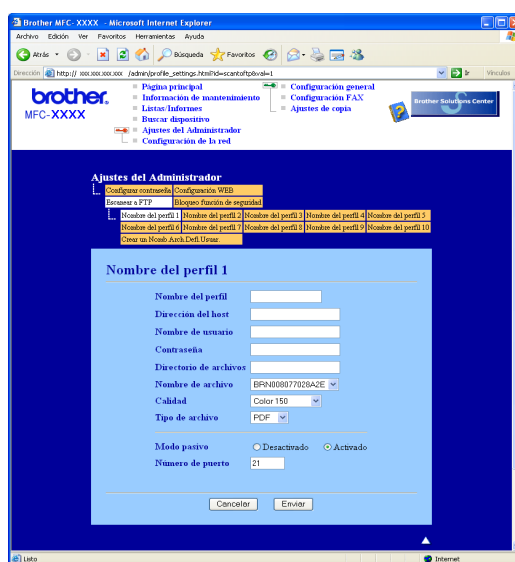 Brother MFC- XXXX - Microsoft Internet Explorer
Archivo Edición Ver Favoritos Herramientas Ayuda
Atrás Búsqueda Favoritos
Dirección http:// xxx.xxx.xxx.xxx /admin/profile_settings.html?id=scantoftp&val=1 Ir Vínculos
brother
MFC-XXXX
Página principal
Información de mantenimiento
Listas/Informes
Buscar dispositivo
Ajustes del Administrador
Configuración de la red
Configuración general
Configuración FAX
Ajustes de copia
Brother Solutions Center
Ajustes del Administrador
Configurar contraseña Configuración WEB
Escanear a FTP Bloqueo función de seguridad
Nombre del perfil 1 Nombre del perfil 2 Nombre del perfil 3 Nombre del perfil 4 Nombre del perfil 5
Nombre del perfil 6 Nombre del perfil 7 Nombre del perfil 8 Nombre del perfil 9 Nombre del perfil 10
Crear un Nomb.Arch.Defl.Usuar.
Nombre del perfil 1
Nombre del perfil
Dirección del host
Nombre de usuario
Contraseña
Directorio de archivos
Nombre de archivo BRN008077028A2E
Calidad Color 150
Tipo de archivo PDF
Modo pasivo Desactivado Activado
Número de puerto 21
Cancelar Enviar
Listo Internet